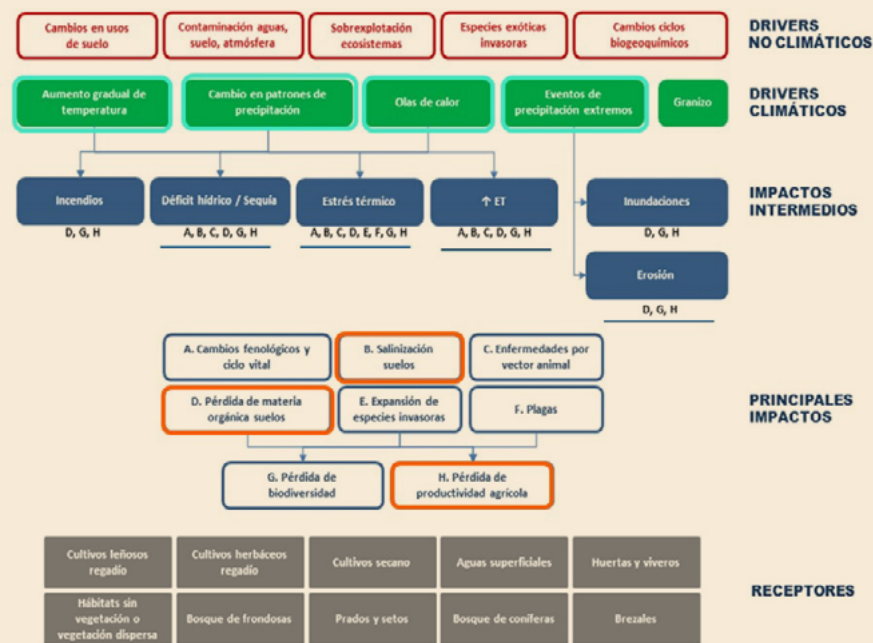 Cambios en usos
de suelo
Contaminación aguas,
suelo, atmósfera
Sobrexplotación
ecosistemas
Especies exóticas
invasoras
Cambios ciclos
biogeoquímicos
DRIVERS
NO CLIMÁTICOS
Aumento gradual de
temperatura
Cambio en patrones de
precipitación
Olas de calor
Eventos de
precipitación extremos
Granizo
DRIVERS
CLIMÁTICOS
Incendios
Déficit hídrico / Sequía
Estrés térmico
↑ ET
Inundaciones
IMPACTOS
INTERMEDIOS
D, G, H
A, B, C, D, G, H
A, B, C, D, E, F, G, H
A, B, C, D, G, H
D, G, H
Erosión
D, G, H
A. Cambios fenológicos y
ciclo vital
B. Salinización
suelos
C. Enfermedades por
vector animal
D. Pérdida de materia
orgánica suelos
E. Expansión de
especies invasoras
F. Plagas
PRINCIPALES
IMPACTOS
G. Pérdida de
biodiversidad
H. Pérdida de
productividad agrícola
Cultivos leñosos
regadío
Cultivos herbáceos
regadío
Cultivos secano
Aguas superficiales
Huertas y viveros
RECEPTORES
Hábitats sin
vegetación o
vegetación dispersa
Bosque de frondosas
Prados y setos
Bosque de coníferas
Brezales